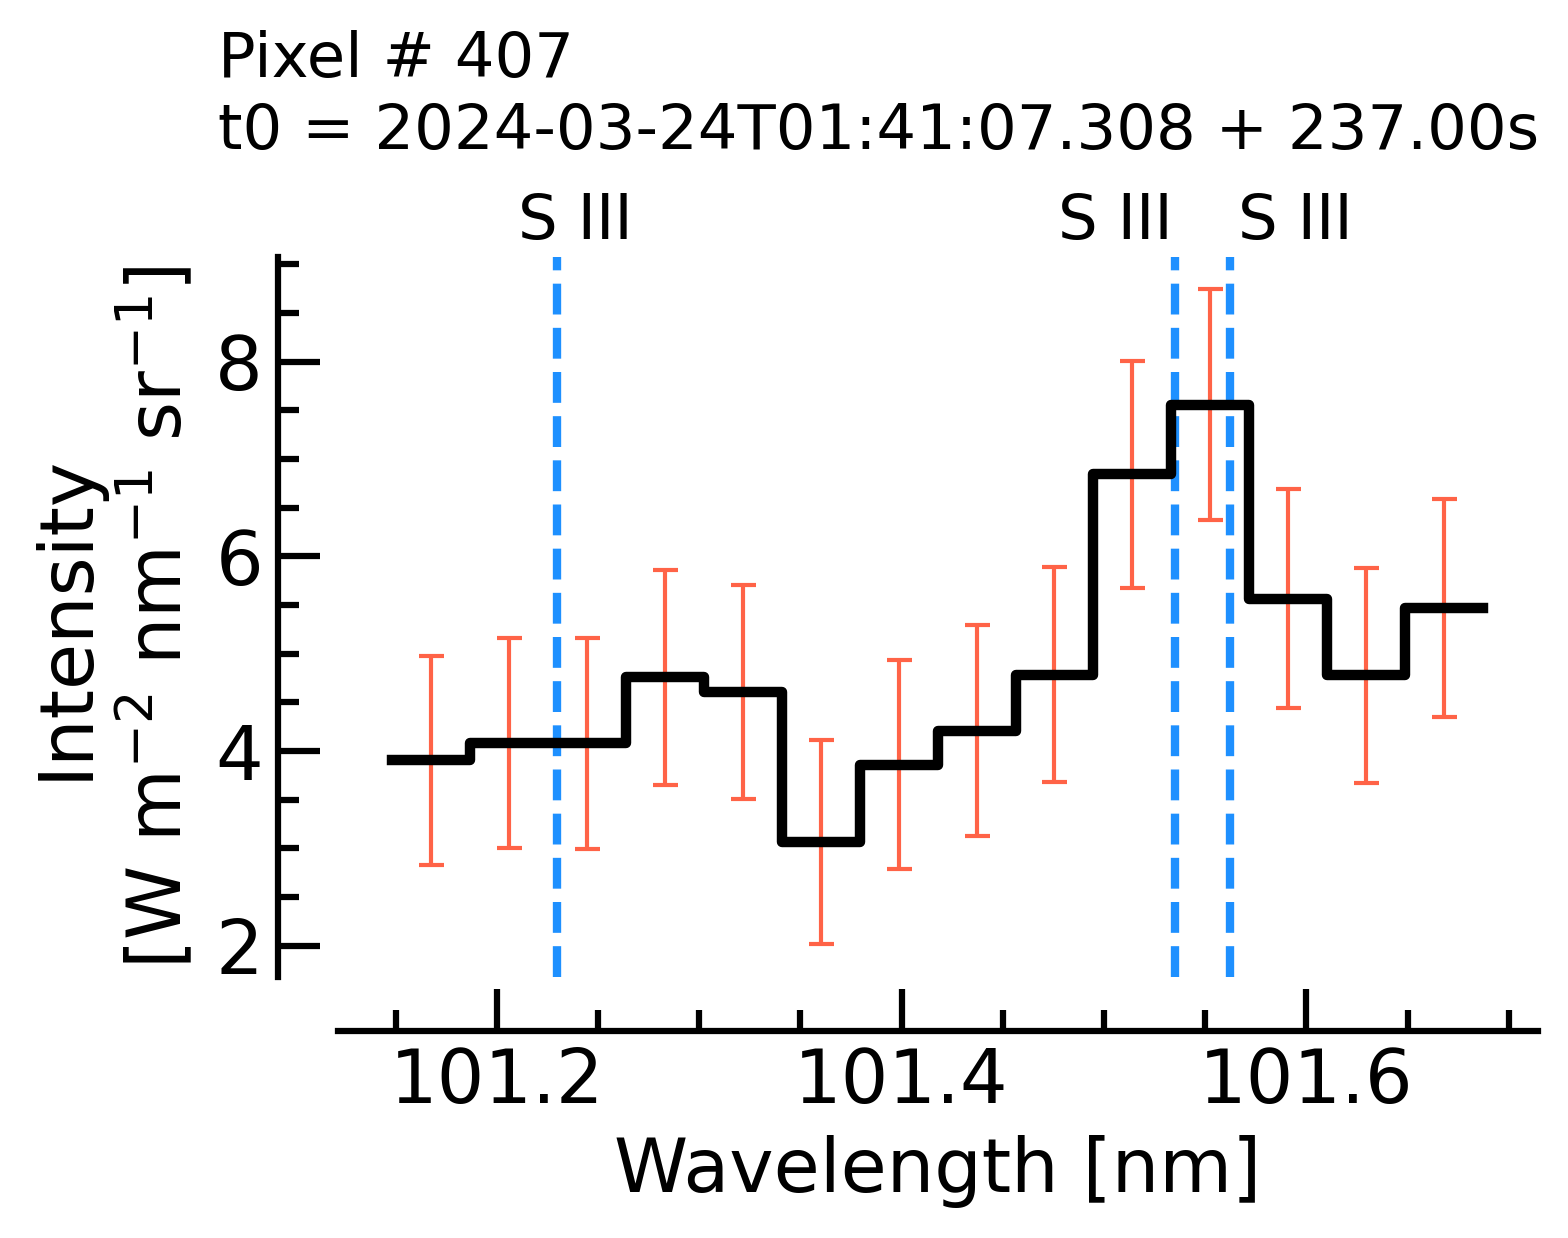 Pixel # 407
t0 = 2024-03-24T01:41:07.308 + 237.00s
S III S III S III
Intensity
[W m⁻² nm⁻¹ sr⁻¹]
8
6
4
2
101.2 101.4 101.6
Wavelength [nm]